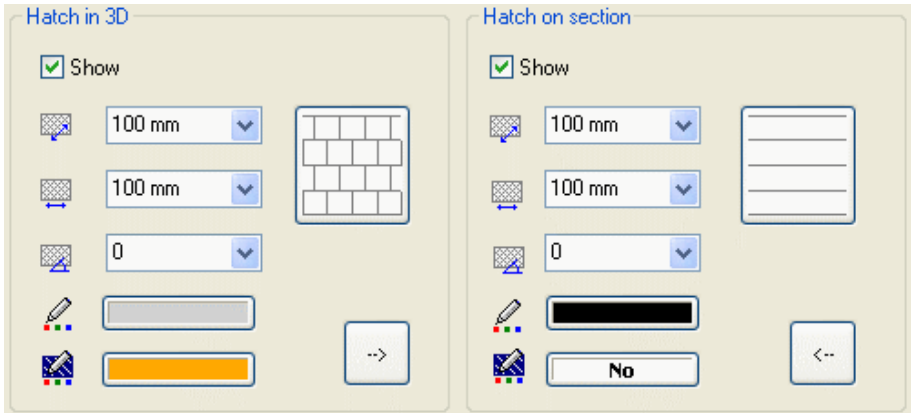 Hatch in 3D
Show
100 mm
100 mm
0
-->
Hatch on section
Show
100 mm
100 mm
0
No
<--